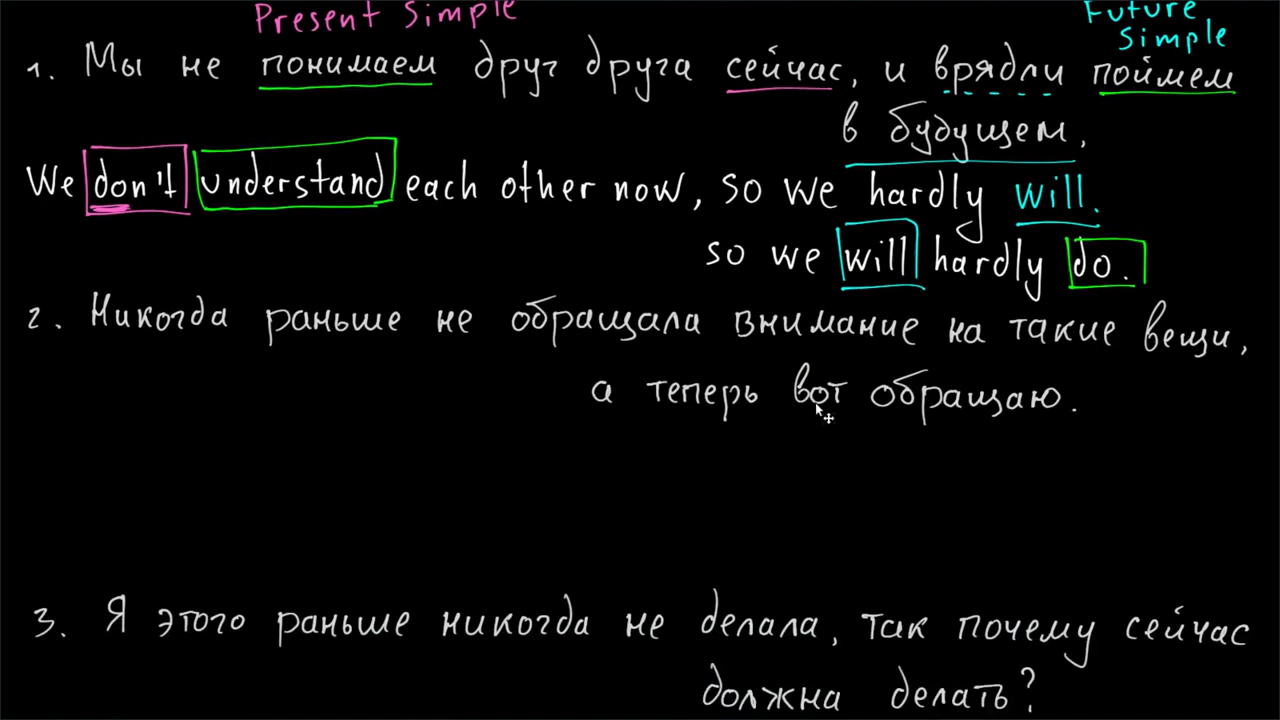 Present Simple
Future
Simple
1. Мы не понимаем друг друга сейчас, и врядли поймем
в будущем.
We don't understand each other now, so we hardly will.
so we will hardly do.
2. Никогда раньше не обращала внимание на такие вещи,
а теперь вот обращаю.
3. Я этого раньше никогда не делала, так почему сейчас
должна делать?